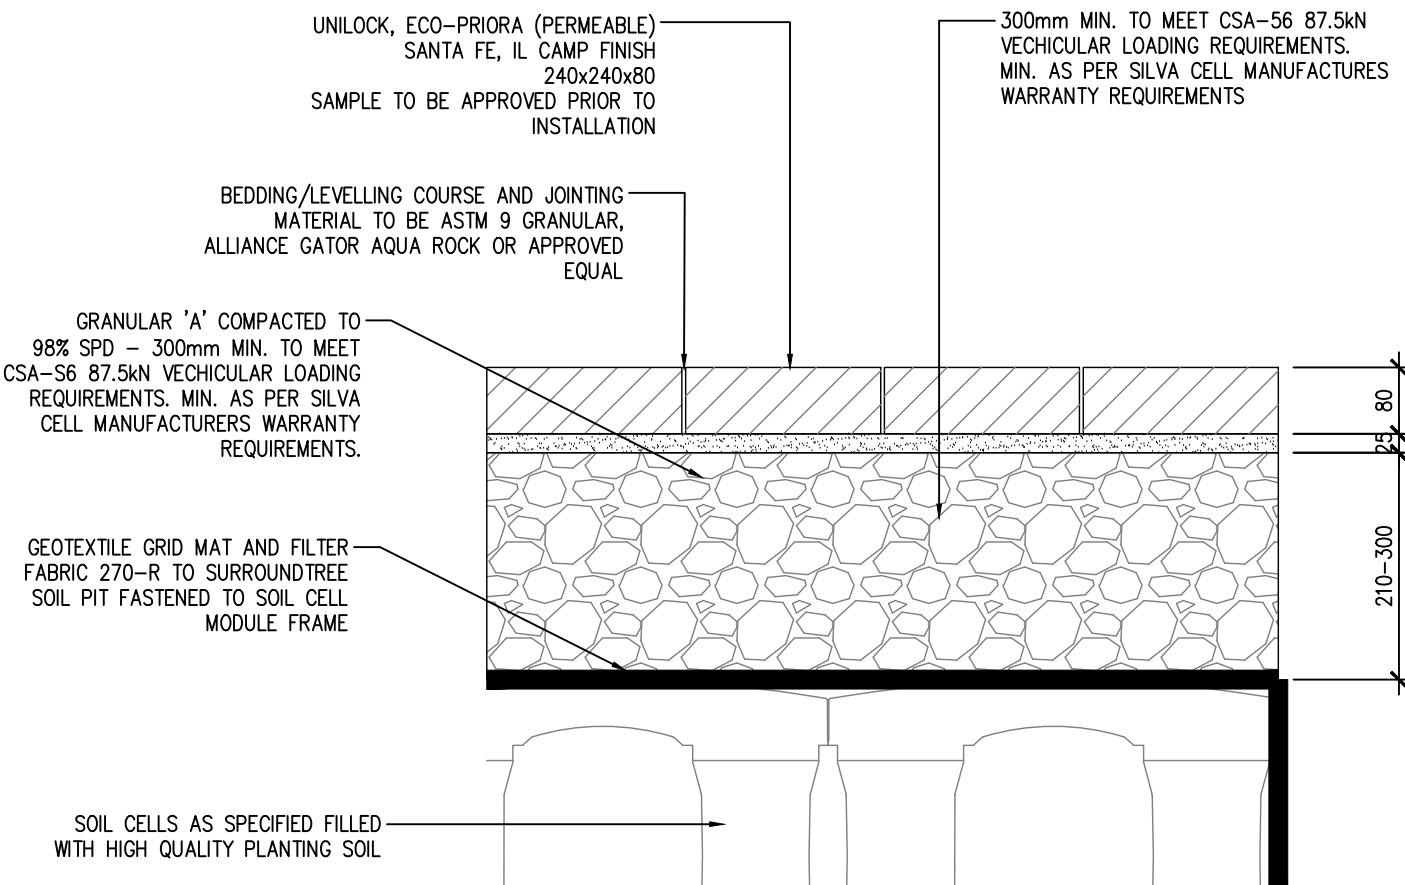 UNILOCK, ECO-PRIORA (PERMEABLE)
SANTA FE, IL CAMP FINISH
240x240x80
SAMPLE TO BE APPROVED PRIOR TO
INSTALLATION
300mm MIN. TO MEET CSA-56 87.5kN
VECHICULAR LOADING REQUIREMENTS.
MIN. AS PER SILVA CELL MANUFACTURES
WARRANTY REQUIREMENTS
BEDDING/LEVELLING COURSE AND JOINTING
MATERIAL TO BE ASTM 9 GRANULAR,
ALLIANCE GATOR AQUA ROCK OR APPROVED
EQUAL
GRANULAR 'A' COMPACTED TO
98% SPD - 300mm MIN. TO MEET
CSA-S6 87.5kN VECHICULAR LOADING
REQUIREMENTS. MIN. AS PER SILVA
CELL MANUFACTURERS WARRANTY
REQUIREMENTS.
GEOTEXTILE GRID MAT AND FILTER
FABRIC 270-R TO SURROUNDTREE
SOIL PIT FASTENED TO SOIL CELL
MODULE FRAME
SOIL CELLS AS SPECIFIED FILLED
WITH HIGH QUALITY PLANTING SOIL
80
25
210-300